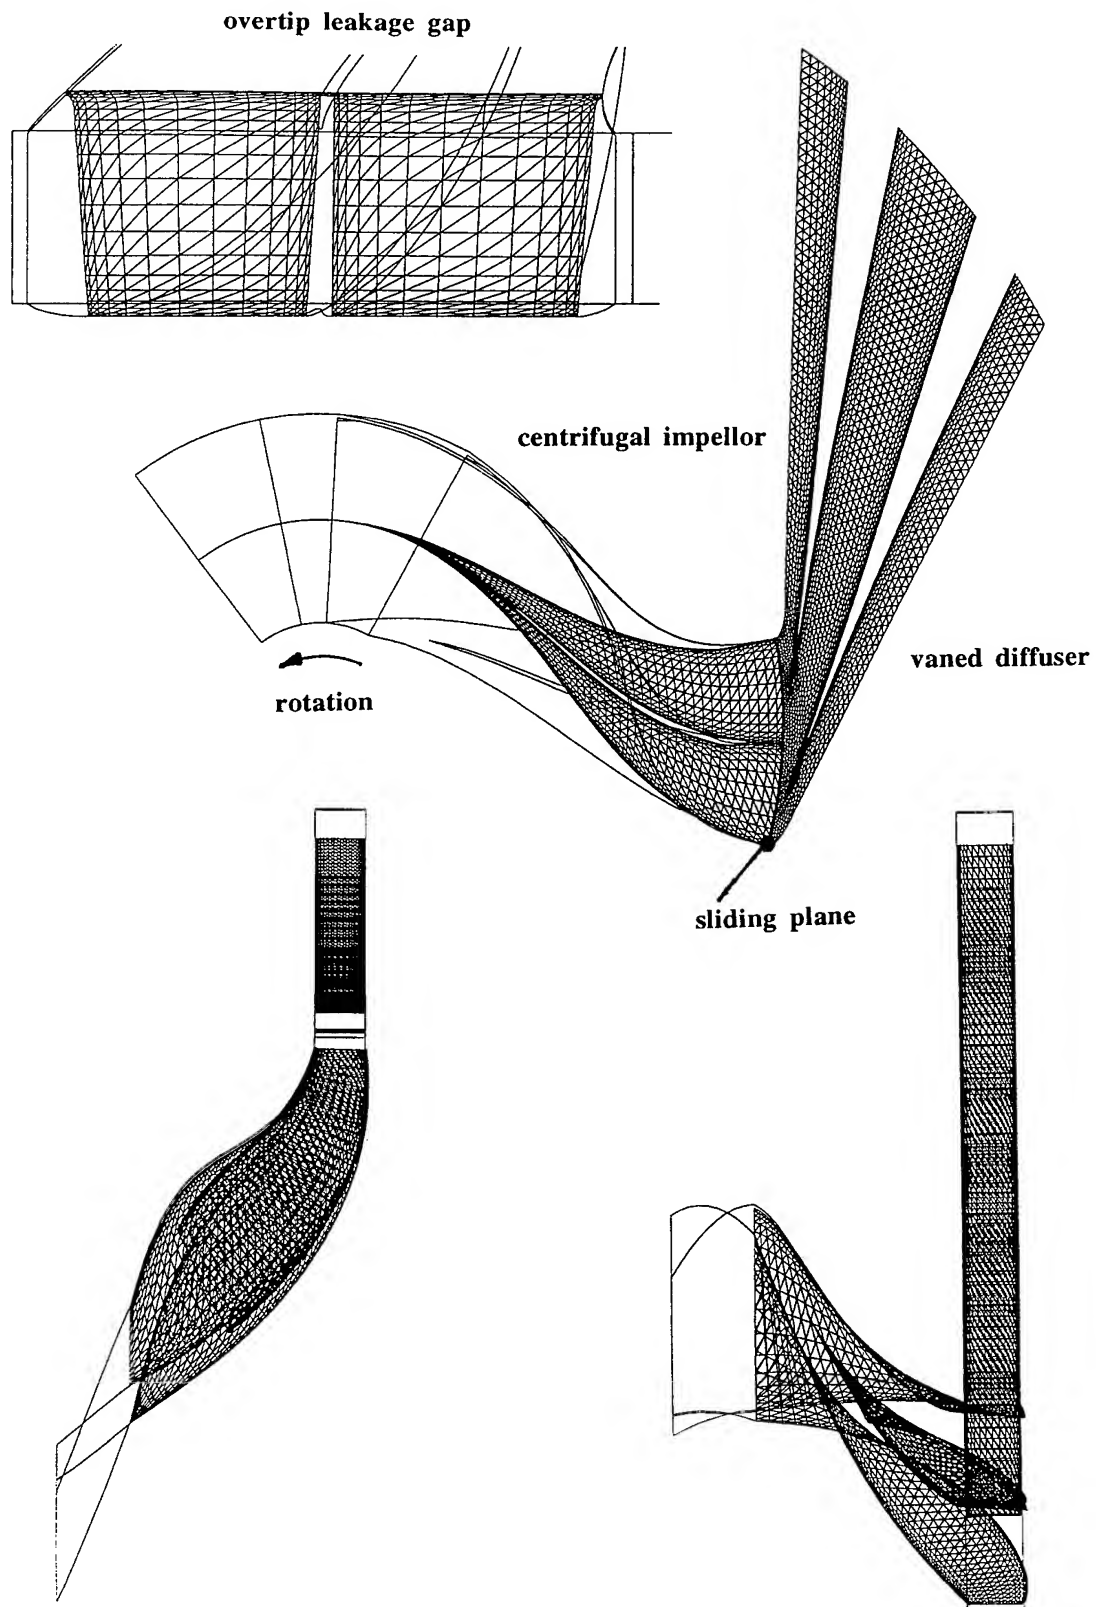 overtip leakage gap
centrifugal impellor
vaned diffuser
rotation
sliding plane